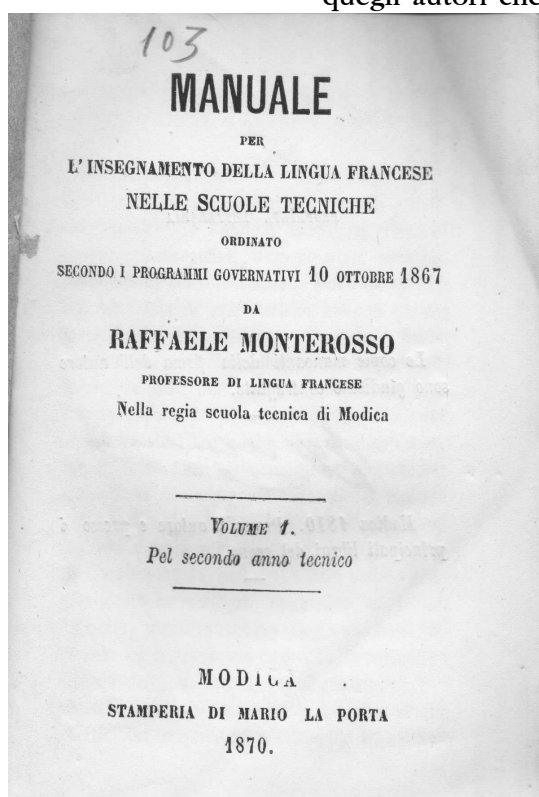 quegli autori che
103
MANUALE
PER
L'INSEGNAMENTO DELLA LINGUA FRANCESE
NELLE SCUOLE TECNICHE
ORDINATO
SECONDO I PROGRAMMI GOVERNATIVI 10 OTTOBRE 1867
DA
RAFFAELE MONTEROSSO
PROFESSORE DI LINGUA FRANCESE
Nella regia scuola tecnica di Modica
VOLUME 1.
Pel secondo anno tecnico
MODICA
STAMPERIA DI MARIO LA PORTA
1870.